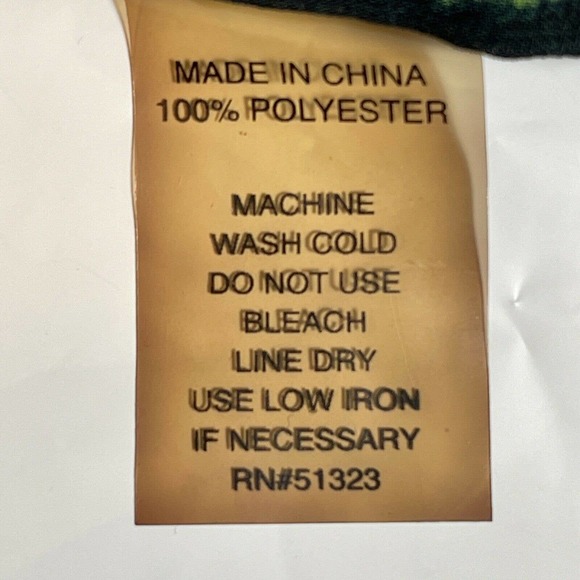 MADE IN CHINA
100% POLYESTER
MACHINE
WASH COLD
DO NOT USE
BLEACH
LINE DRY
USE LOW IRON
IF NECESSARY
RN#51323